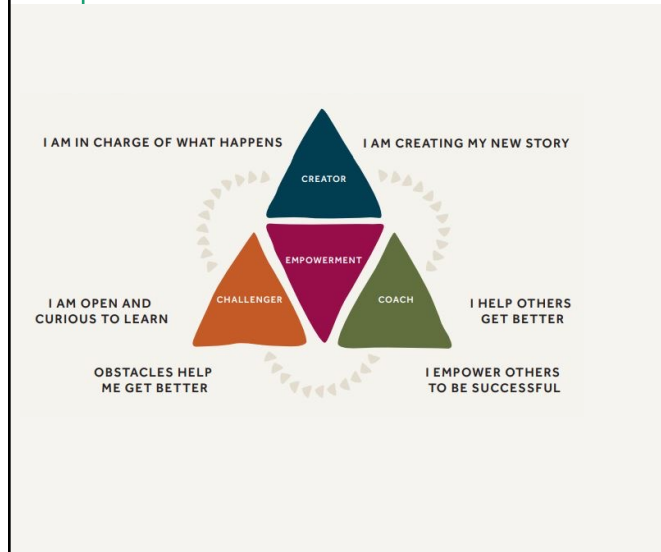 I AM IN CHARGE OF WHAT HAPPENS
I AM CREATING MY NEW STORY
CREATOR
EMPOWERMENT
CHALLENGER
COACH
I AM OPEN AND
CURIOUS TO LEARN
I HELP OTHERS
GET BETTER
OBSTACLES HELP
ME GET BETTER
I EMPOWER OTHERS
TO BE SUCCESSFUL